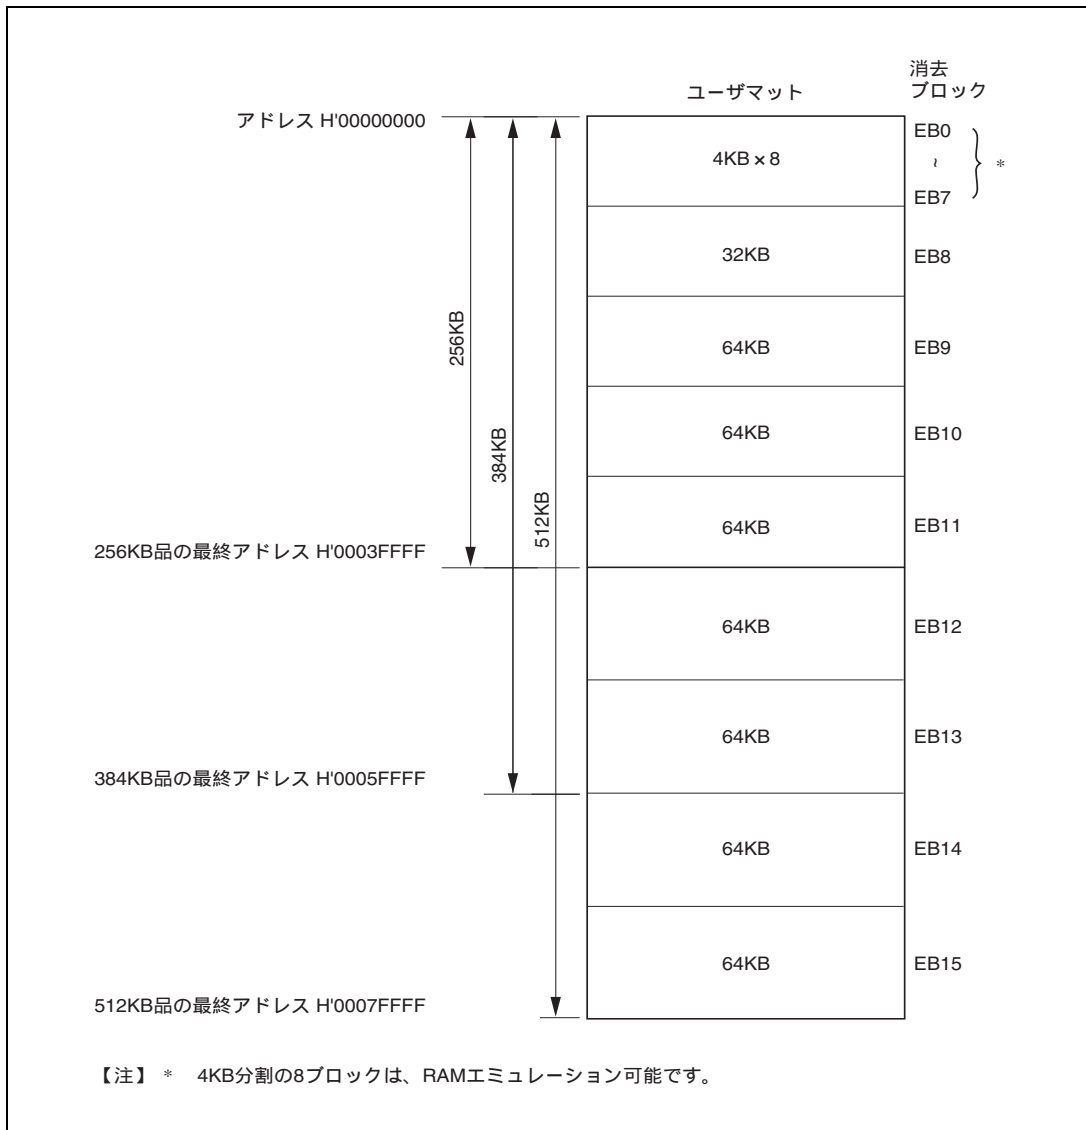 消去
ブロック
ユーザマット
アドレス H'00000000
EB0
4KB × 8
～
*
EB7
32KB
EB8
256KB
64KB
EB9
384KB
64KB
EB10
512KB
64KB
EB11
256KB品の最終アドレス H'0003FFFF
64KB
EB12
64KB
EB13
384KB品の最終アドレス H'0005FFFF
64KB
EB14
64KB
EB15
512KB品の最終アドレス H'0007FFFF
【注】 * 4KB分割の8ブロックは、RAMエミュレーション可能です。